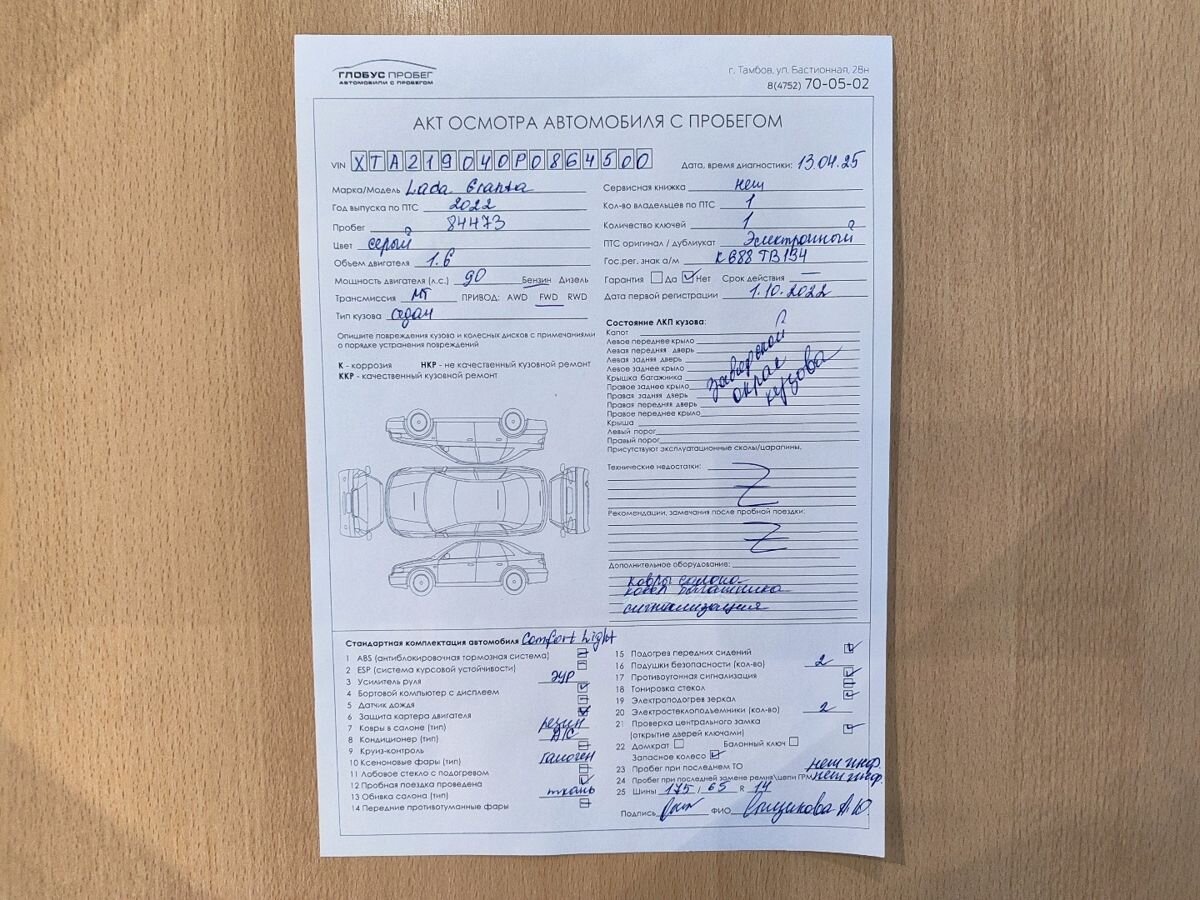 ГЛОБУС ПРОБЕГ
АВТОМОБИЛИ С ПРОБЕГОМ
г. Тамбов, ул. Бастионная, 28н
8(4752) 70-05-02
АКТ ОСМОТРА АВТОМОБИЛЯ С ПРОБЕГОМ
VIN XTA219040P0864500
Дата, время диагностики: 13.04.25
Марка/Модель Lada Granta
Год выпуска по ПТС 2022
Пробег 84473
Цвет серый
Объем двигателя 1.6
Мощность двигателя (л.с.) 90 Бензин Дизель
Трансмиссия МТ ПРИВОД: AWD FWD RWD
Тип кузова седан
Сервисная книжка нет
Кол-во владельцев по ПТС 1
Количество ключей 1
ПТС оригинал / дубликат Электронный
Гос.рег. знак а/м
Гарантия Да Нет Срок действия —
Дата первой регистрации 1.10.2022
Опишите повреждения кузова и колесных дисков с примечаниями
о порядке устранения повреждений
К - коррозия НКР - не качественный кузовной ремонт
ККР - качественный кузовной ремонт
Состояние ЛКП кузова:
Капот
Левое переднее крыло
Левая передняя дверь
Левая задняя дверь
Левое заднее крыло
Крышка багажника
Правое заднее крыло
Правая задняя дверь
Правая передняя дверь
Правое переднее крыло
Крыша
Левый порог
Правый порог
заводской
окрас
кузова
Присутствуют эксплуатационные сколы/царапины.
Технические недостатки:
Рекомендации, замечания после пробной поездки:
Дополнительное оборудование:
ковры салона
ковер багажника
сигнализация
Стандартная комплектация автомобиля Comfort Light
1 ABS (антиблокировочная тормозная система)
2 ESP (система курсовой устойчивости)
3 Усилитель руля ЭУР
4 Бортовой компьютер с дисплеем
5 Датчик дождя
6 Защита картера двигателя
7 Ковры в салоне (тип) резин
8 Кондиционер (тип) A/C
9 Круиз-контроль
10 Ксеноновые фары (тип) галоген
11 Лобовое стекло с подогревом
12 Пробная поездка проведена
13 Обивка салона (тип) ткань
14 Передние противотуманные фары
15 Подогрев передних сидений
16 Подушки безопасности (кол-во) 2
17 Противоугонная сигнализация
18 Тонировка стекол
19 Электроподогрев зеркал
20 Электростеклоподъемники (кол-во) 2
21 Проверка центрального замка
(открытие дверей ключами)
22 Домкрат Балонный ключ
Запасное колесо
23 Пробег при последнем ТО нет инф
24 Пробег при последней замене ремня\цепи ГРМ нет инф
25 Шины 175 / 65 R 14
Подпись ФИО